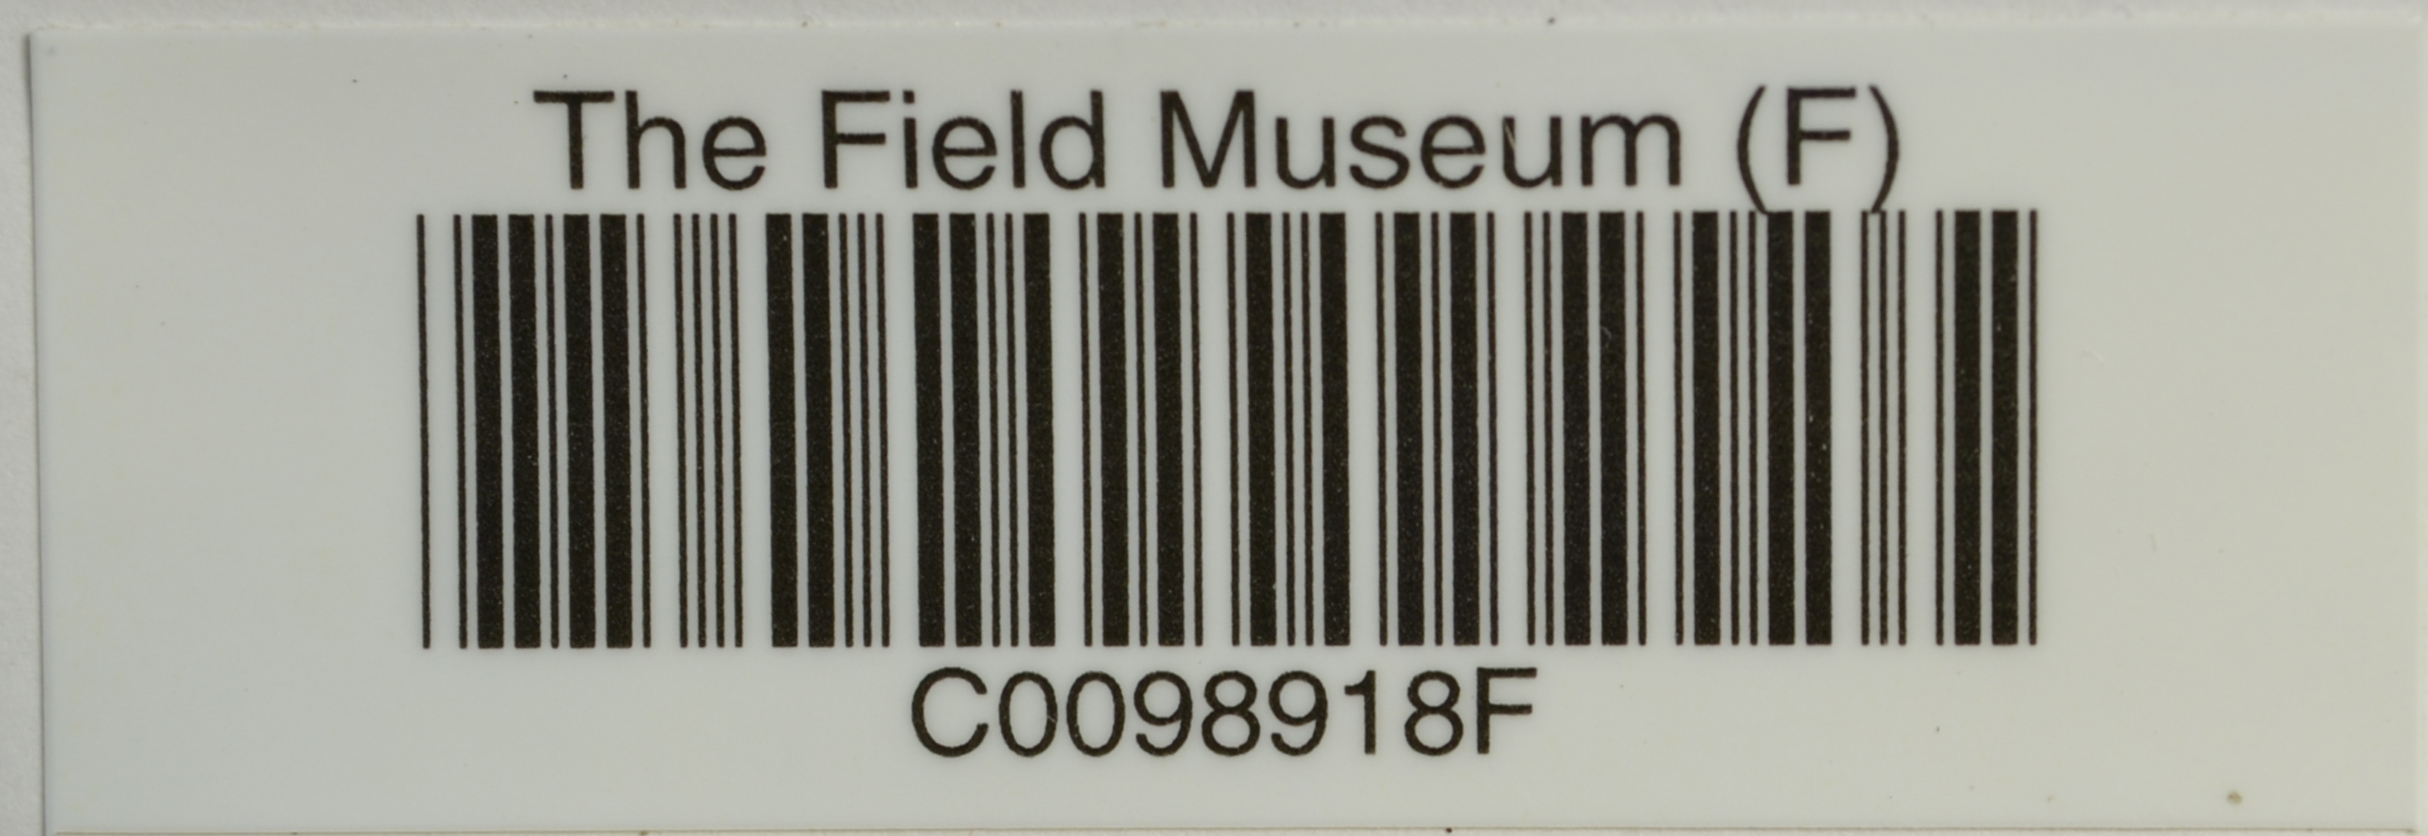 The Field Museum (F)
C0098918F